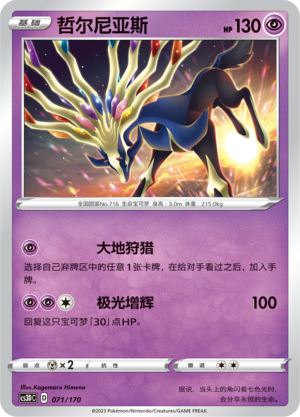 基础 哲尔尼亚斯 HP 130
全国图鉴No.716 生命宝可梦 身高：3.0m 体重：215.0kg
大地狩猎
选择自己弃牌区中的任意1张卡牌，在给对手看过之后，加入手
牌。
极光增辉 100
回复这只宝可梦「30」点HP。
弱点 ×2 抵抗力 撤退
Illus.Kagemaru Himeno
CS3D C D 071/170
据说，当头上的角闪着七色光时，
会分享永恒的生命。
©2023 Pokémon/Nintendo/Creatures/GAME FREAK.